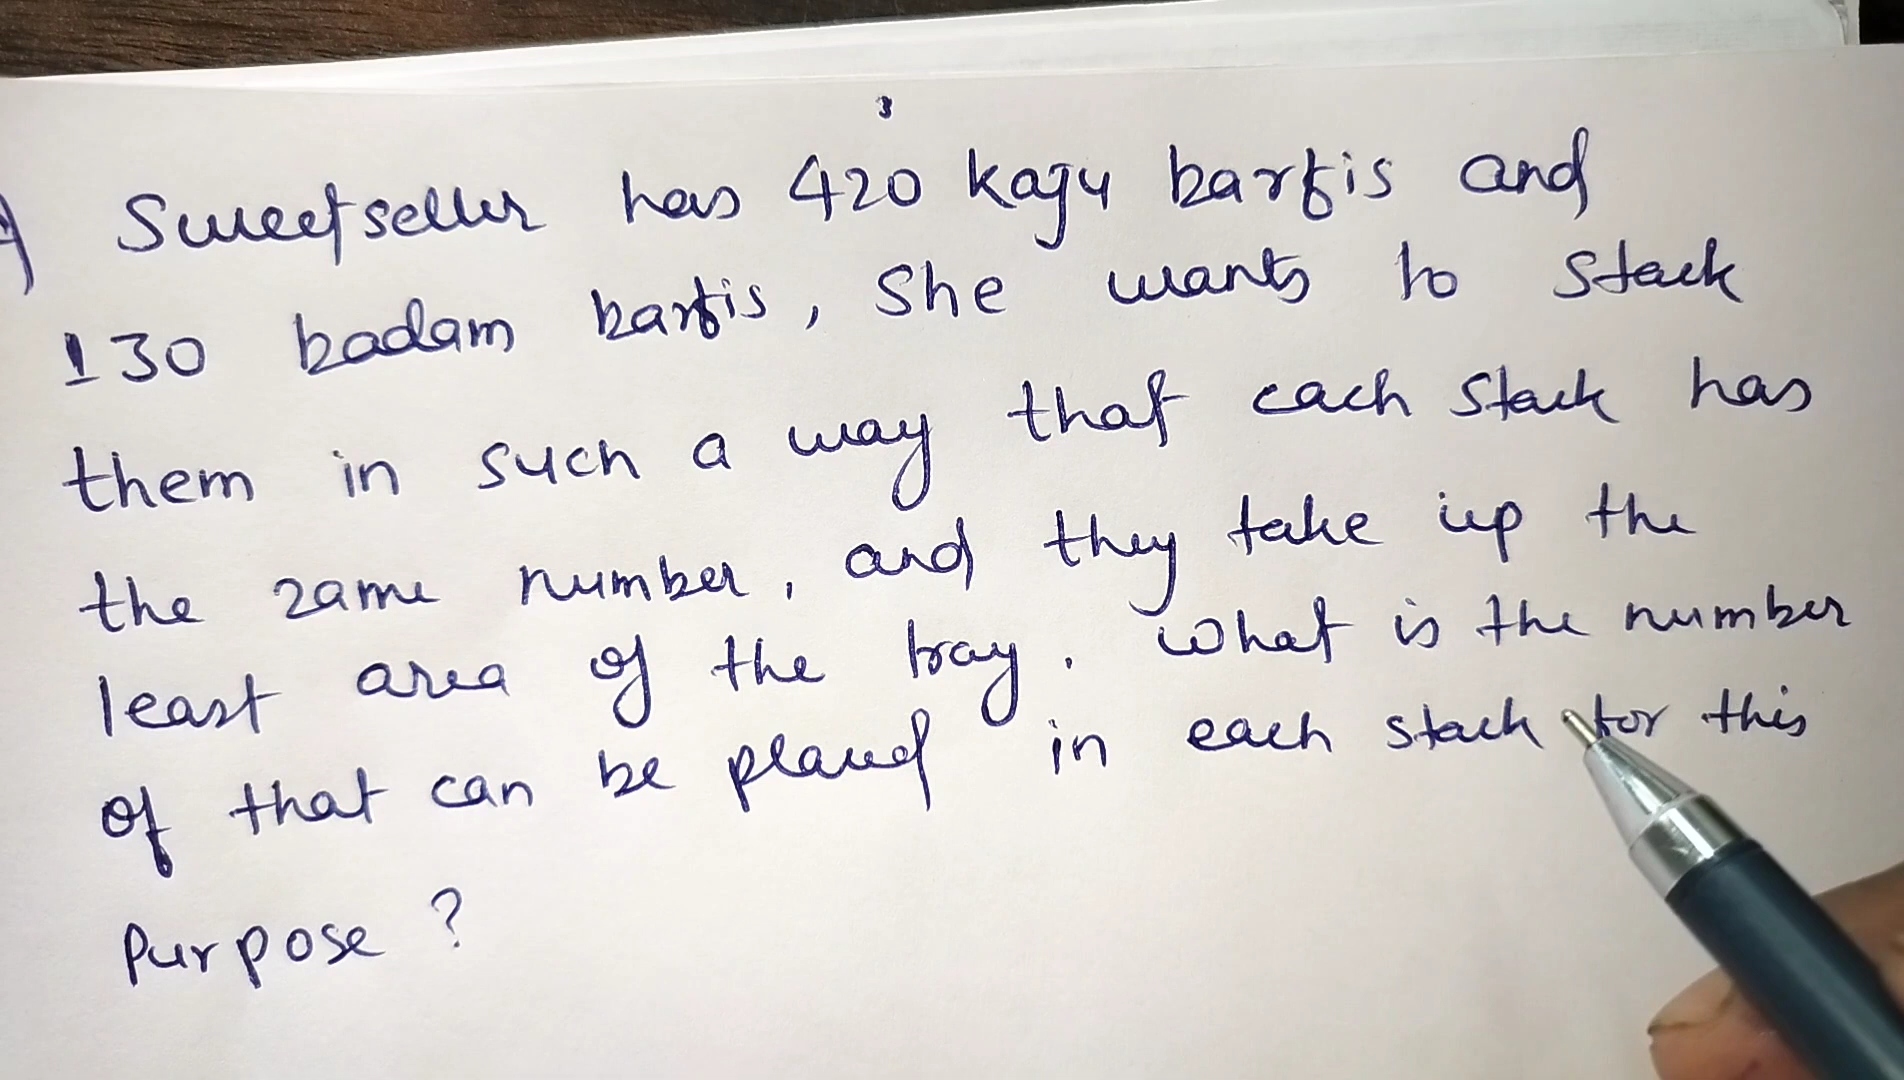 Sweetseller has 420 kaju barfis and
130 badam barfis, She wants to stack
them in such a way that each stack has
the same number, and they take up the
least area of the tray. What is the number
of that can be placed in each stack for this
Purpose?